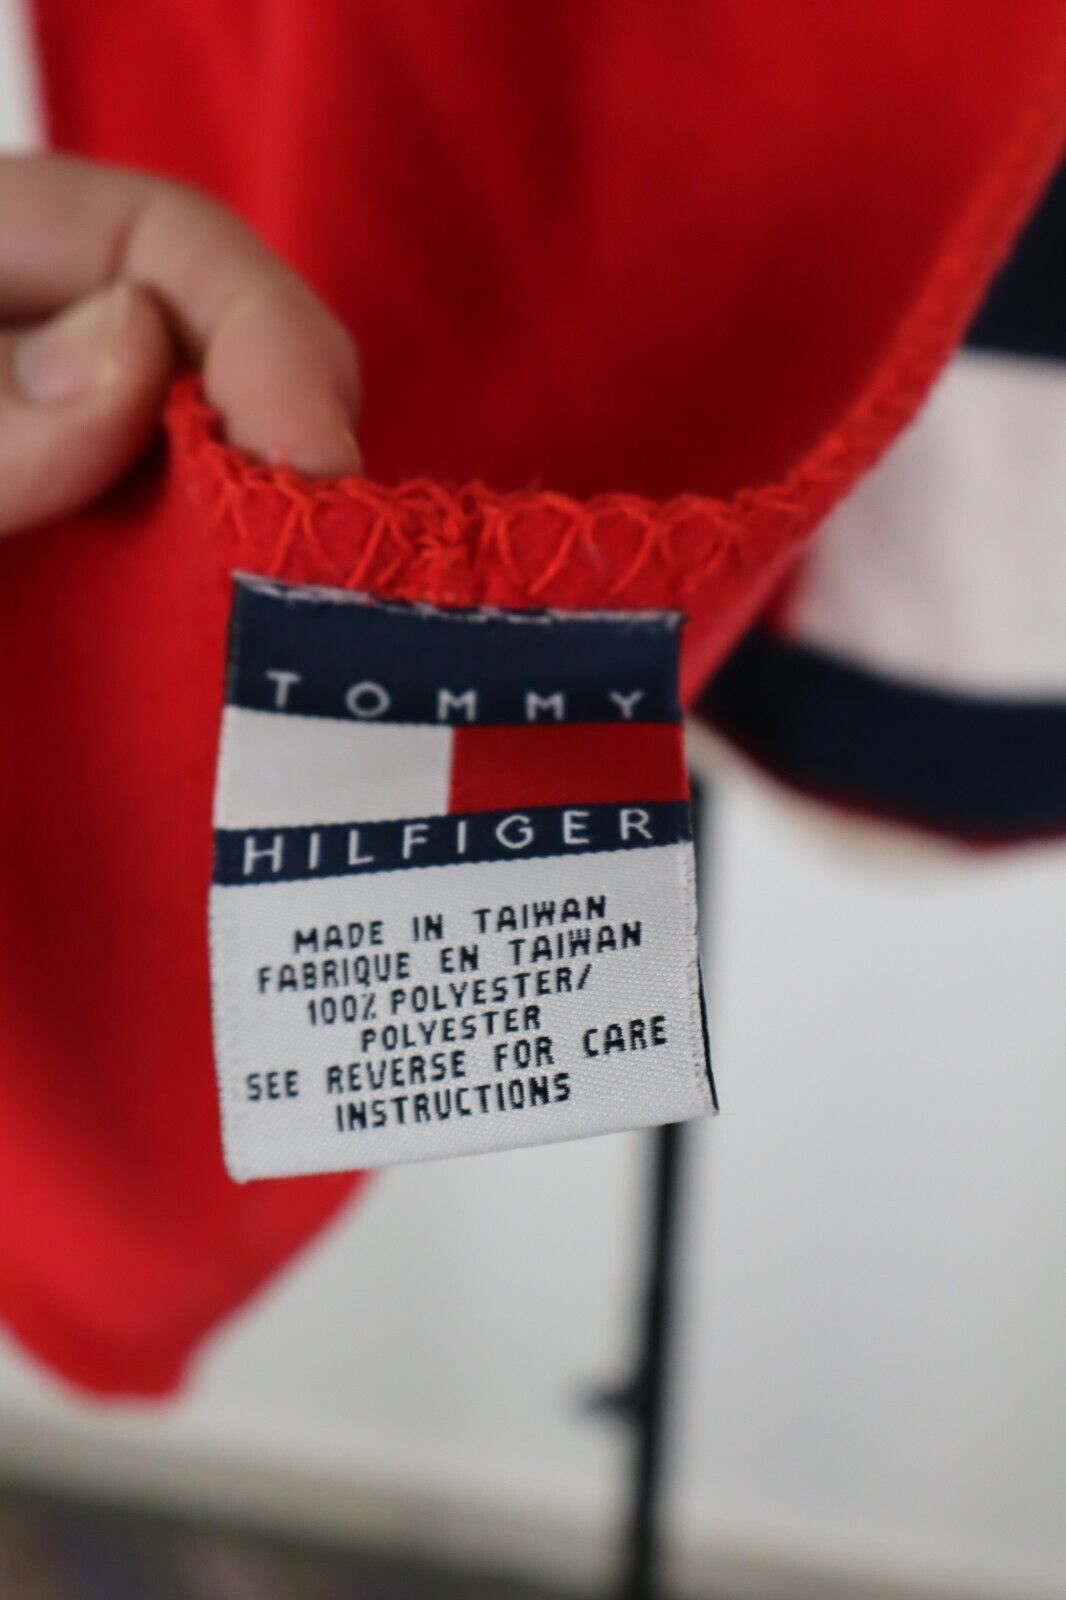 TOMMY
HILFIGER
MADE IN TAIWAN
FABRIQUE EN TAIWAN
100% POLYESTER/
POLYESTER
SEE REVERSE FOR CARE
INSTRUCTIONS